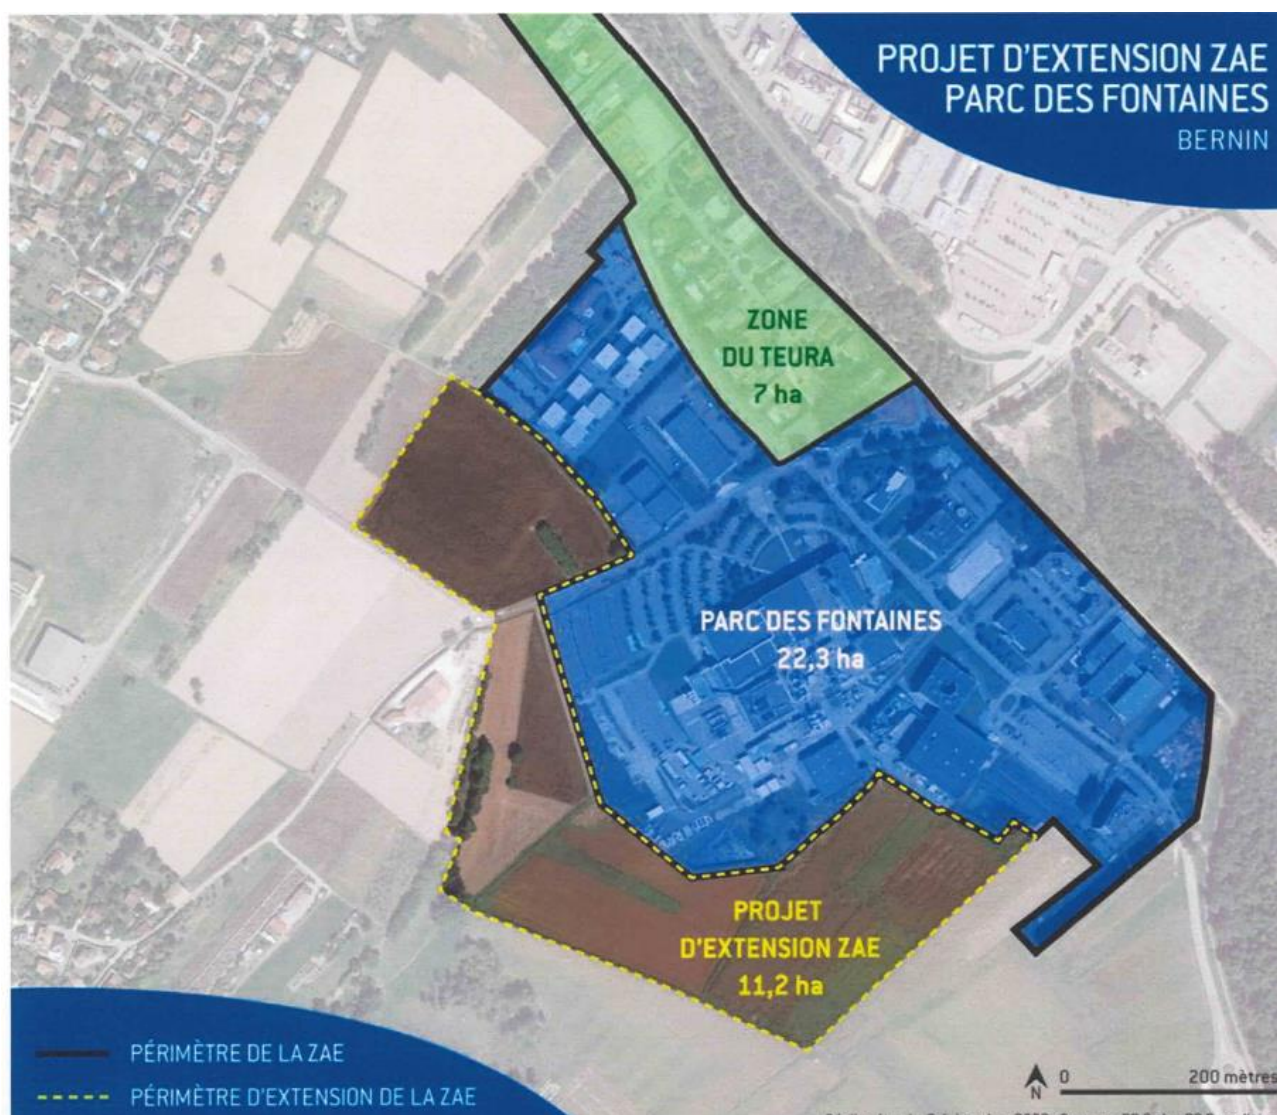 PROJET D'EXTENSION ZAE
PARC DES FONTAINES
BERNIN
ZONE
DU TEURA
7 ha
PARC DES FONTAINES
22,3 ha
PROJET
D'EXTENSION ZAE
11,2 ha
PÉRIMÈTRE DE LA ZAE
PÉRIMÈTRE D'EXTENSION DE LA ZAE
N
0
200 mètres